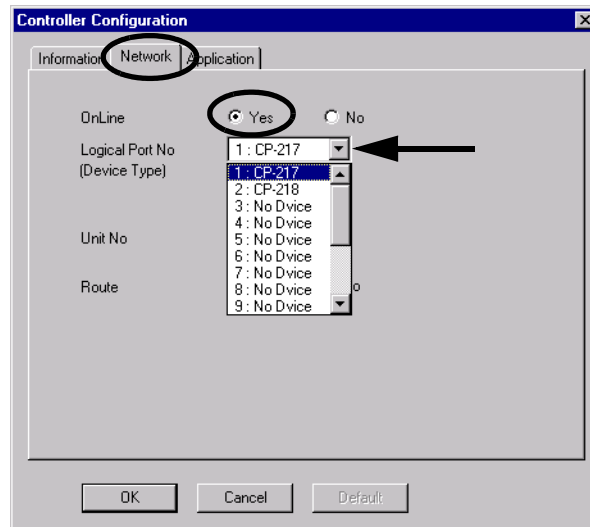 Controller Configuration
Information Network Application
OnLine Yes No
Logical Port No 1 : CP-217
(Device Type) 1 : CP-217
2 : CP-218
3 : No Dvice
4 : No Dvice
Unit No 5 : No Dvice
6 : No Dvice
7 : No Dvice
Route 8 : No Dvice o
9 : No Dvice
OK Cancel Default